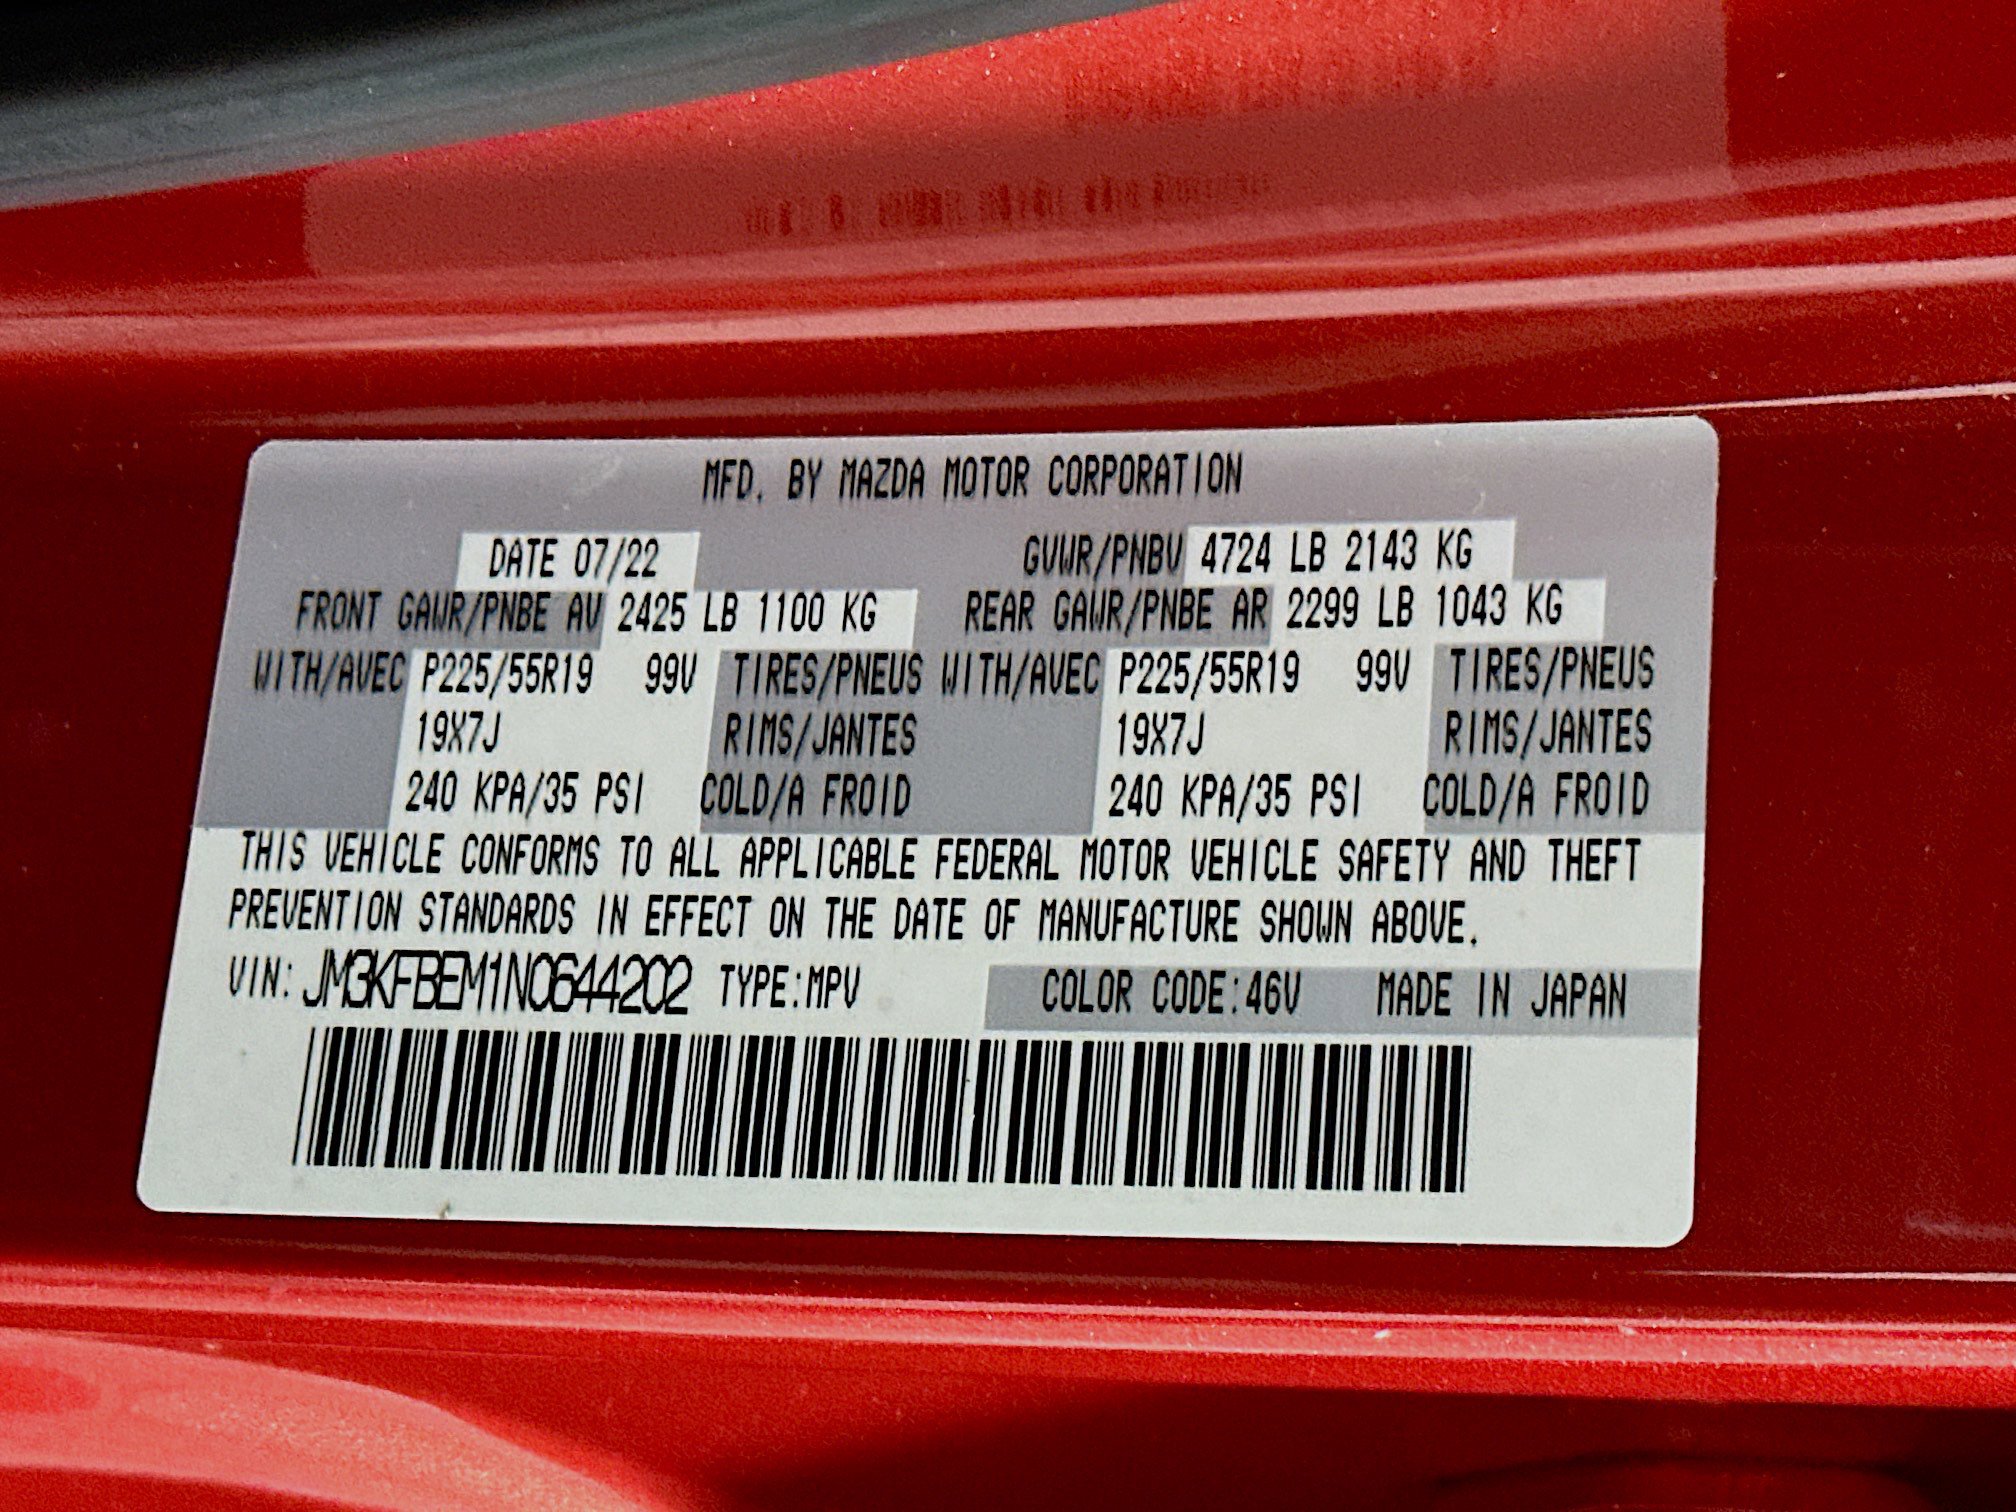 MFD. BY MAZDA MOTOR CORPORATION
DATE 07/22 GVWR/PNBV 4724 LB 2143 KG
FRONT GAWR/PNBE AV 2425 LB 1100 KG REAR GAWR/PNBE AR 2299 LB 1043 KG
WITH/AVEC P225/55R19 99V TIRES/PNEUS WITH/AVEC P225/55R19 99V TIRES/PNEUS
19X7J RIMS/JANTES 19X7J RIMS/JANTES
240 KPA/35 PSI COLD/A FROID 240 KPA/35 PSI COLD/A FROID
THIS VEHICLE CONFORMS TO ALL APPLICABLE FEDERAL MOTOR VEHICLE SAFETY AND THEFT
PREVENTION STANDARDS IN EFFECT ON THE DATE OF MANUFACTURE SHOWN ABOVE.
VIN: JM3KFBEM1N0644202 TYPE:MPV COLOR CODE:46V MADE IN JAPAN